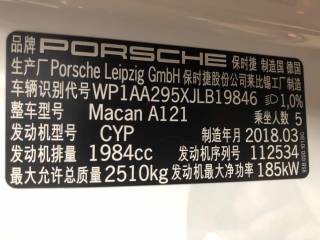 品牌 PORSCHE 保时捷 制造国 德国
生产厂 Porsche Leipzig GmbH 保时捷股份公司莱比锡工厂制造
车辆识别代号 WP1AA295XJLB19846 1,0%
整车型号 Macan A121 乘坐人数 5
发动机型号 CYP 制造年月 2018.03
发动机排量 1984cc 发动机序列号 112534
最大允许总质量 2510kg 发动机最大净功率 185kW